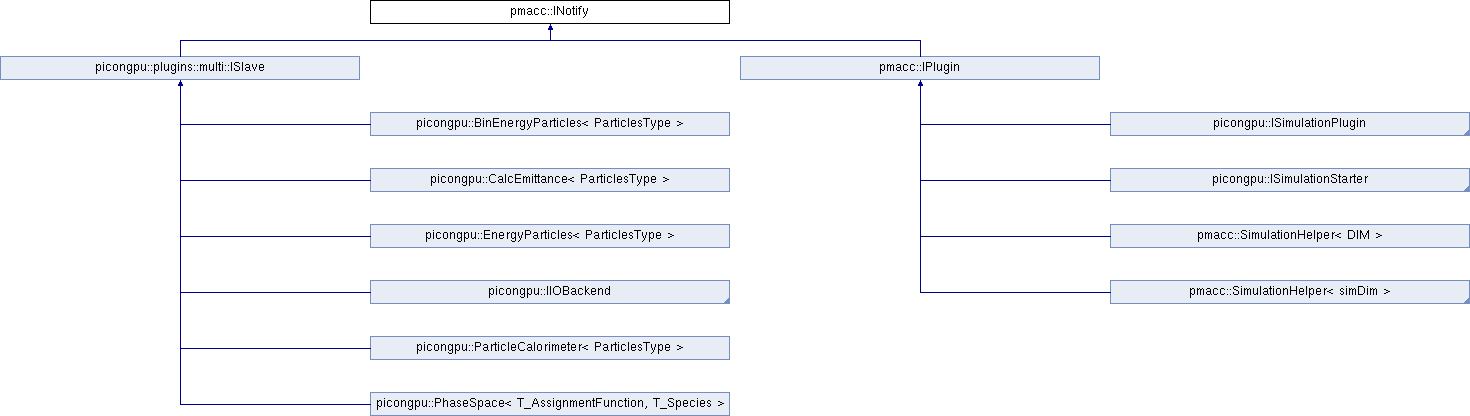 pmacc::INotify
picongpu::plugins::multi::ISlave
pmacc::IPlugin
picongpu::BinEnergyParticles< ParticlesType >
picongpu::ISimulationPlugin
picongpu::CalcEmittance< ParticlesType >
picongpu::ISimulationStarter
picongpu::EnergyParticles< ParticlesType >
pmacc::SimulationHelper< DIM >
picongpu::IIOBackend
pmacc::SimulationHelper< simDim >
picongpu::ParticleCalorimeter< ParticlesType >
picongpu::PhaseSpace< T_AssignmentFunction, T_Species >